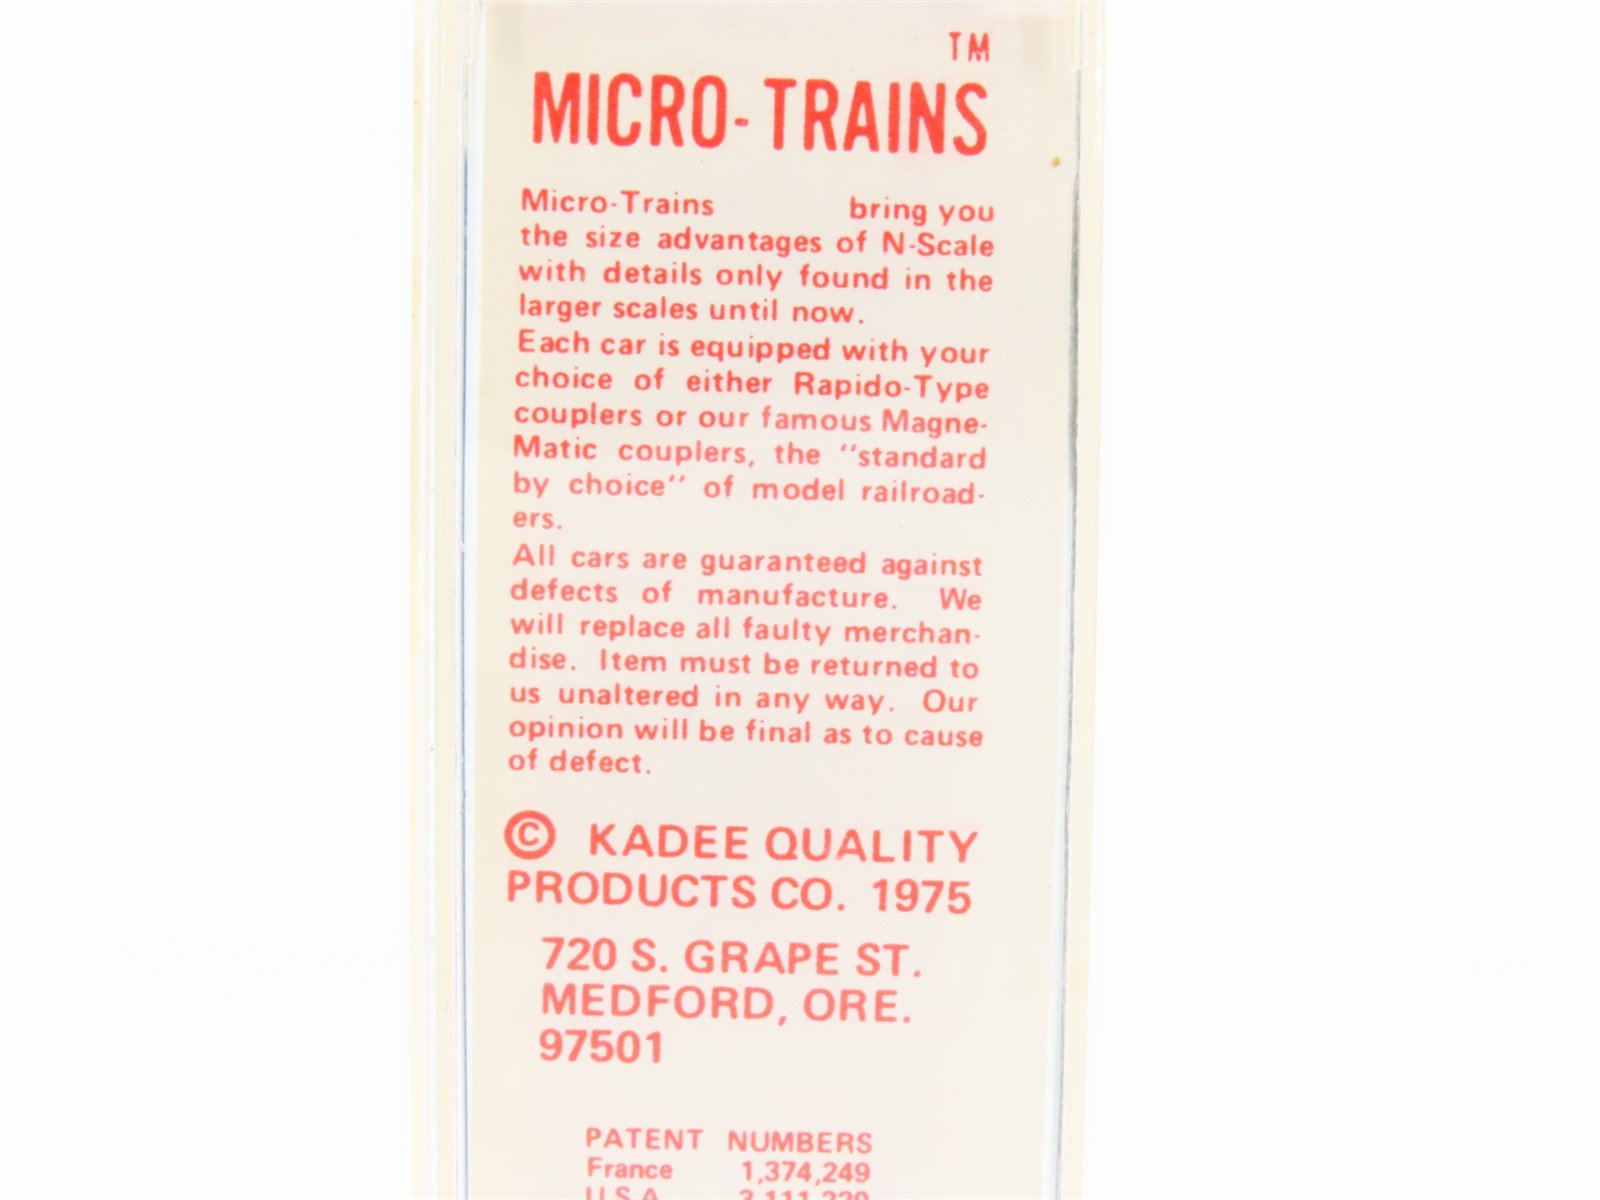 TM
MICRO-TRAINS
Micro-Trains bring you
the size advantages of N-Scale
with details only found in the
larger scales until now.
Each car is equipped with your
choice of either Rapido-Type
couplers or our famous Magne-
Matic couplers, the "standard
by choice" of model railroad-
ers.
All cars are guaranteed against
defects of manufacture. We
will replace all faulty merchan-
dise. Item must be returned to
us unaltered in any way. Our
opinion will be final as to cause
of defect.
© KADEE QUALITY
PRODUCTS CO. 1975
720 S. GRAPE ST.
MEDFORD, ORE.
97501
PATENT NUMBERS
France 1,374,249
U.S.A.